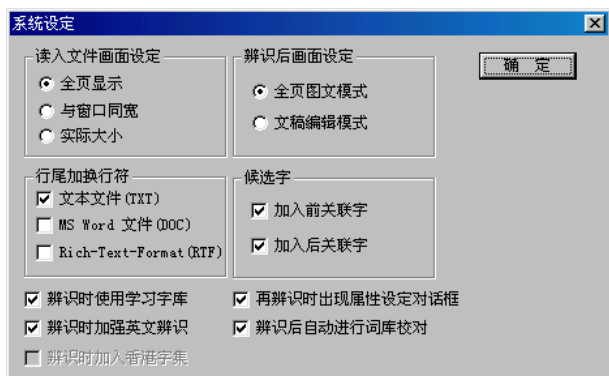 系统设定
读入文件画面设定
全页显示
与窗口同宽
实际大小
辨识后画面设定
全页图文模式
文稿编辑模式
确 定
行尾加换行符
文本文件(TXT)
MS Word 文件(DOC)
Rich-Text-Format(RTF)
候选字
加入前关联字
加入后关联字
辨识时使用学习字库
再辨识时出现属性设定对话框
辨识时加强英文辨识
辨识后自动进行词库校对
辨识时加入香港字集